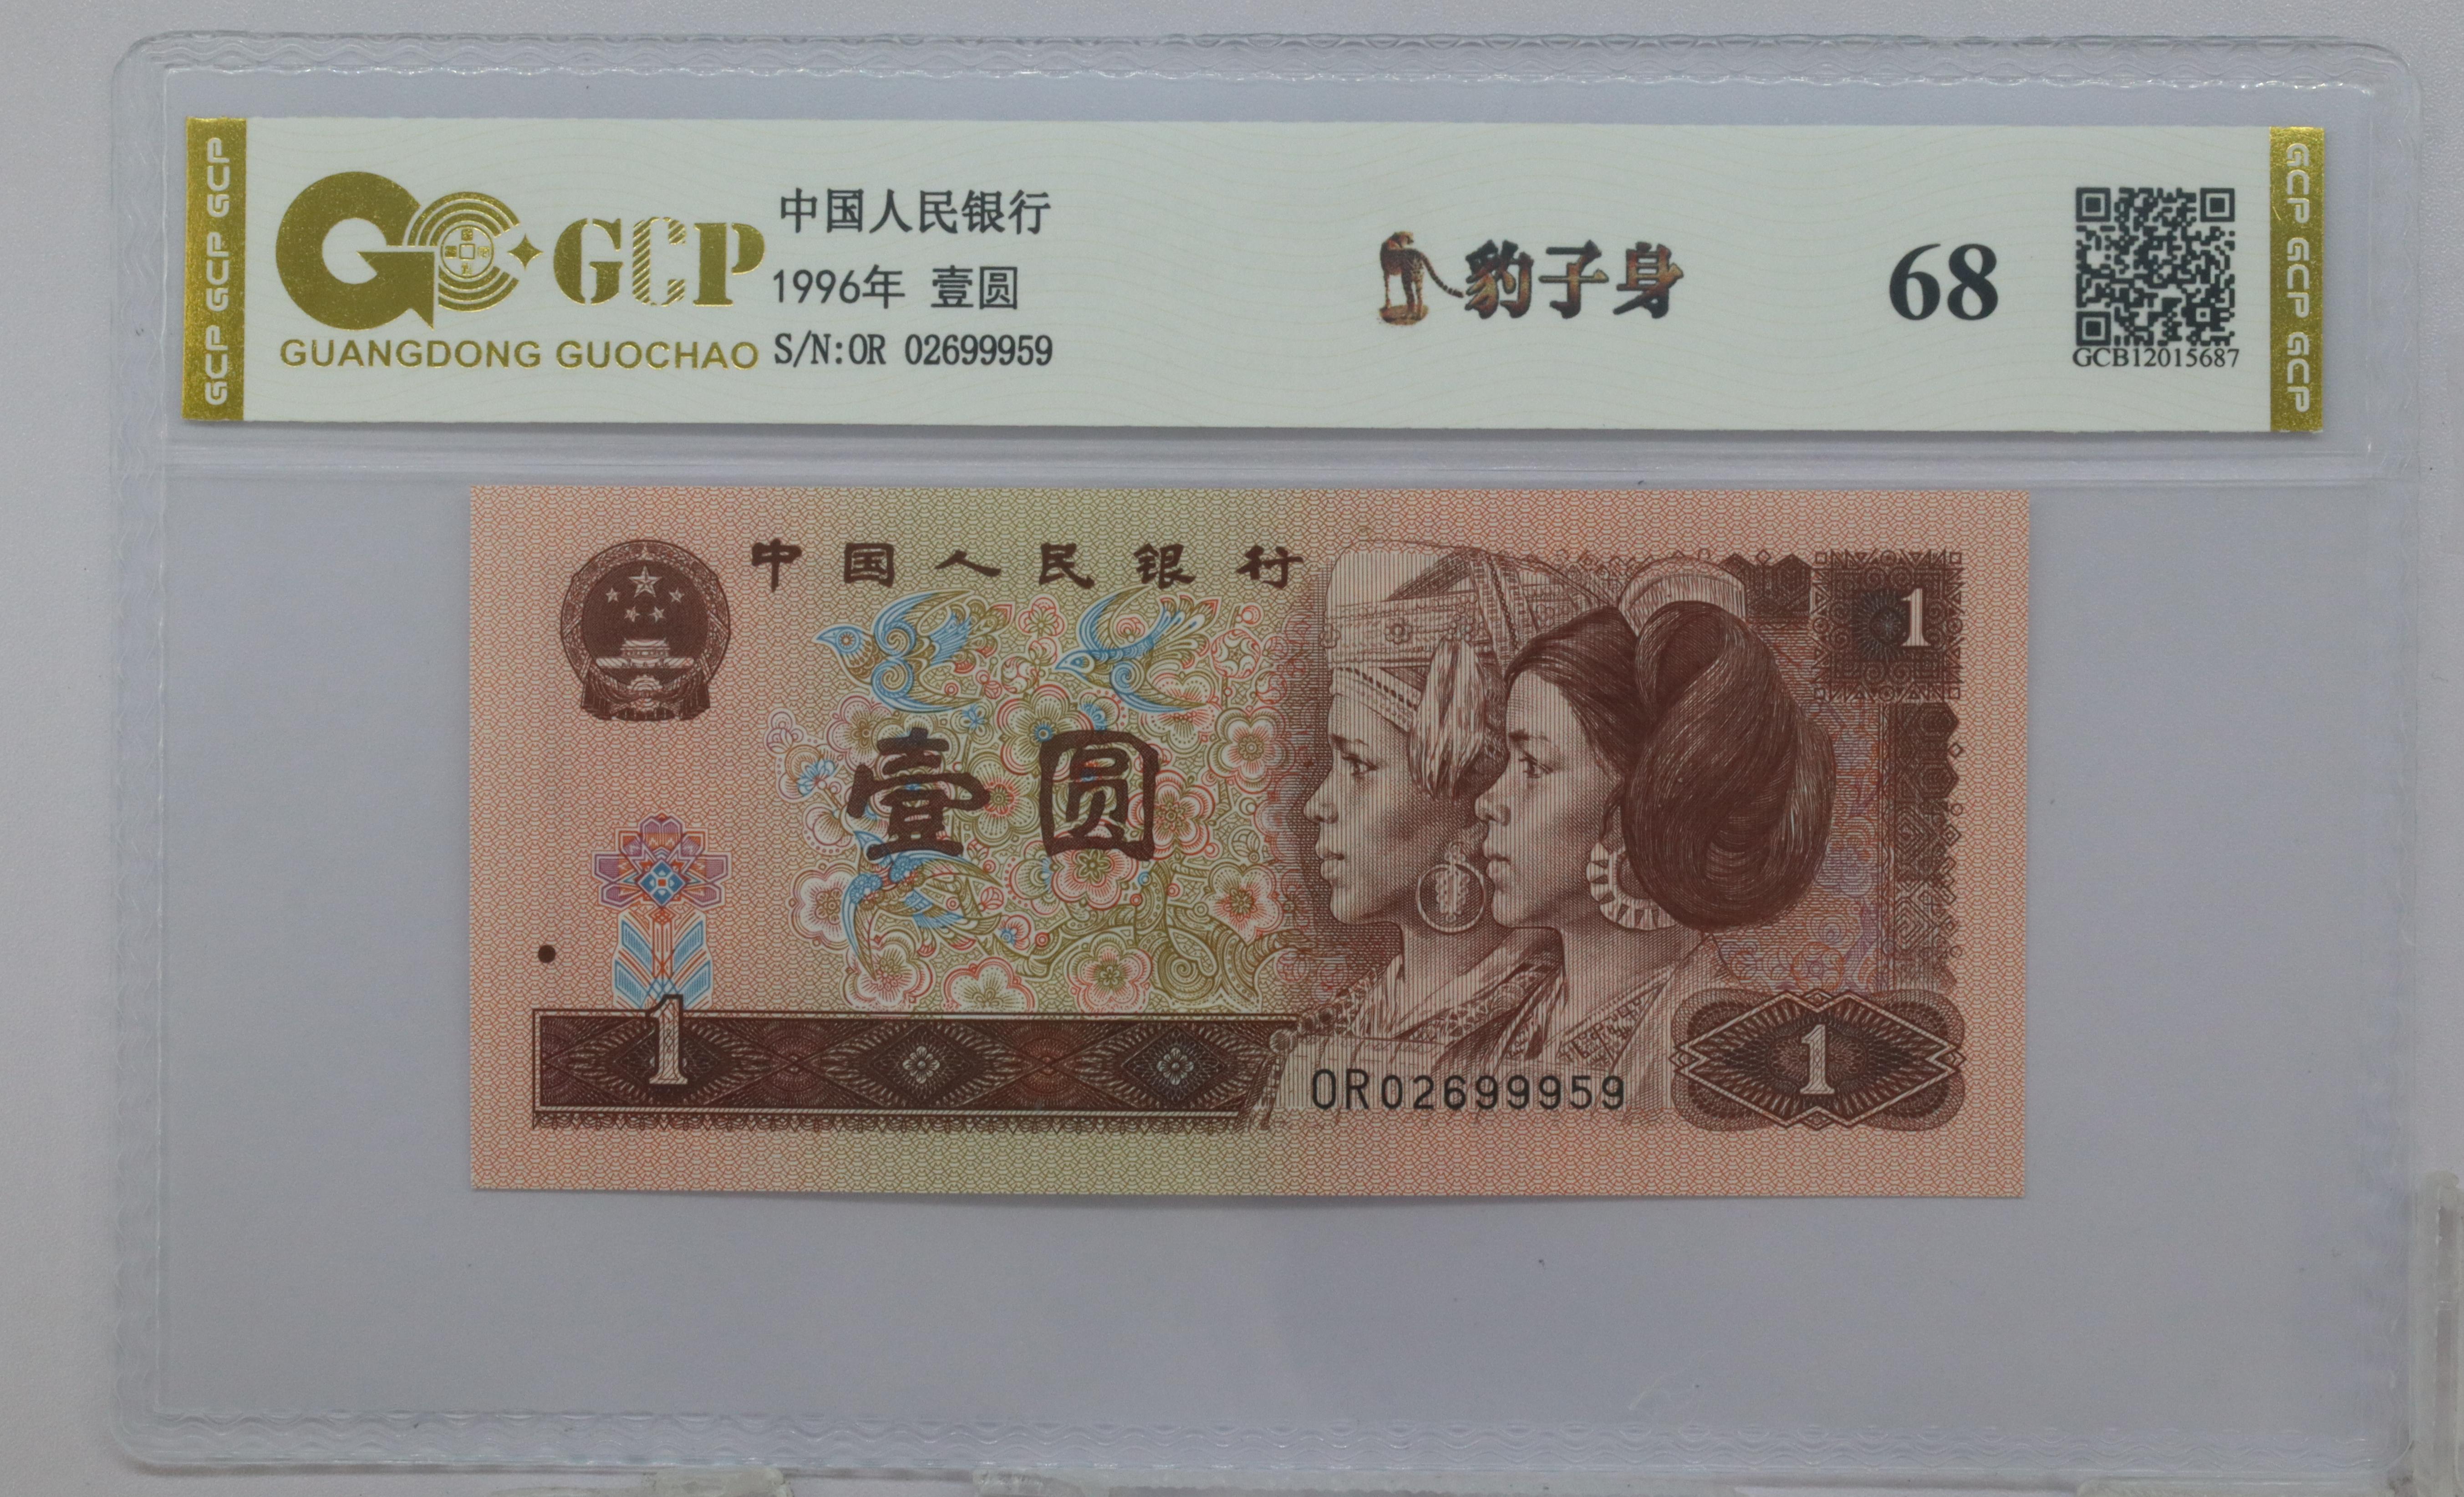 GCP GCP GCP
GCP
GUANGDONG GUOCHAO
中国人民银行
1996年 壹圆
S/N:OR 02699959
豹子身
68
GCB12015687
GCP GCP GCP
中国人民银行
1
壹圆
1
OR02699959
1